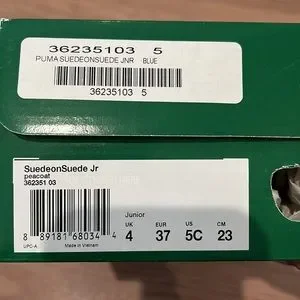 36235103 5
PUMA SUEDEONSUEDE JNR BLUE
36235103 5
SuedeonSuede Jr
peacoat
362351 03
Junior
UK EUR US CM
4 37 5C 23
8 89181 68034 4
UPC-A Made in Vietnam